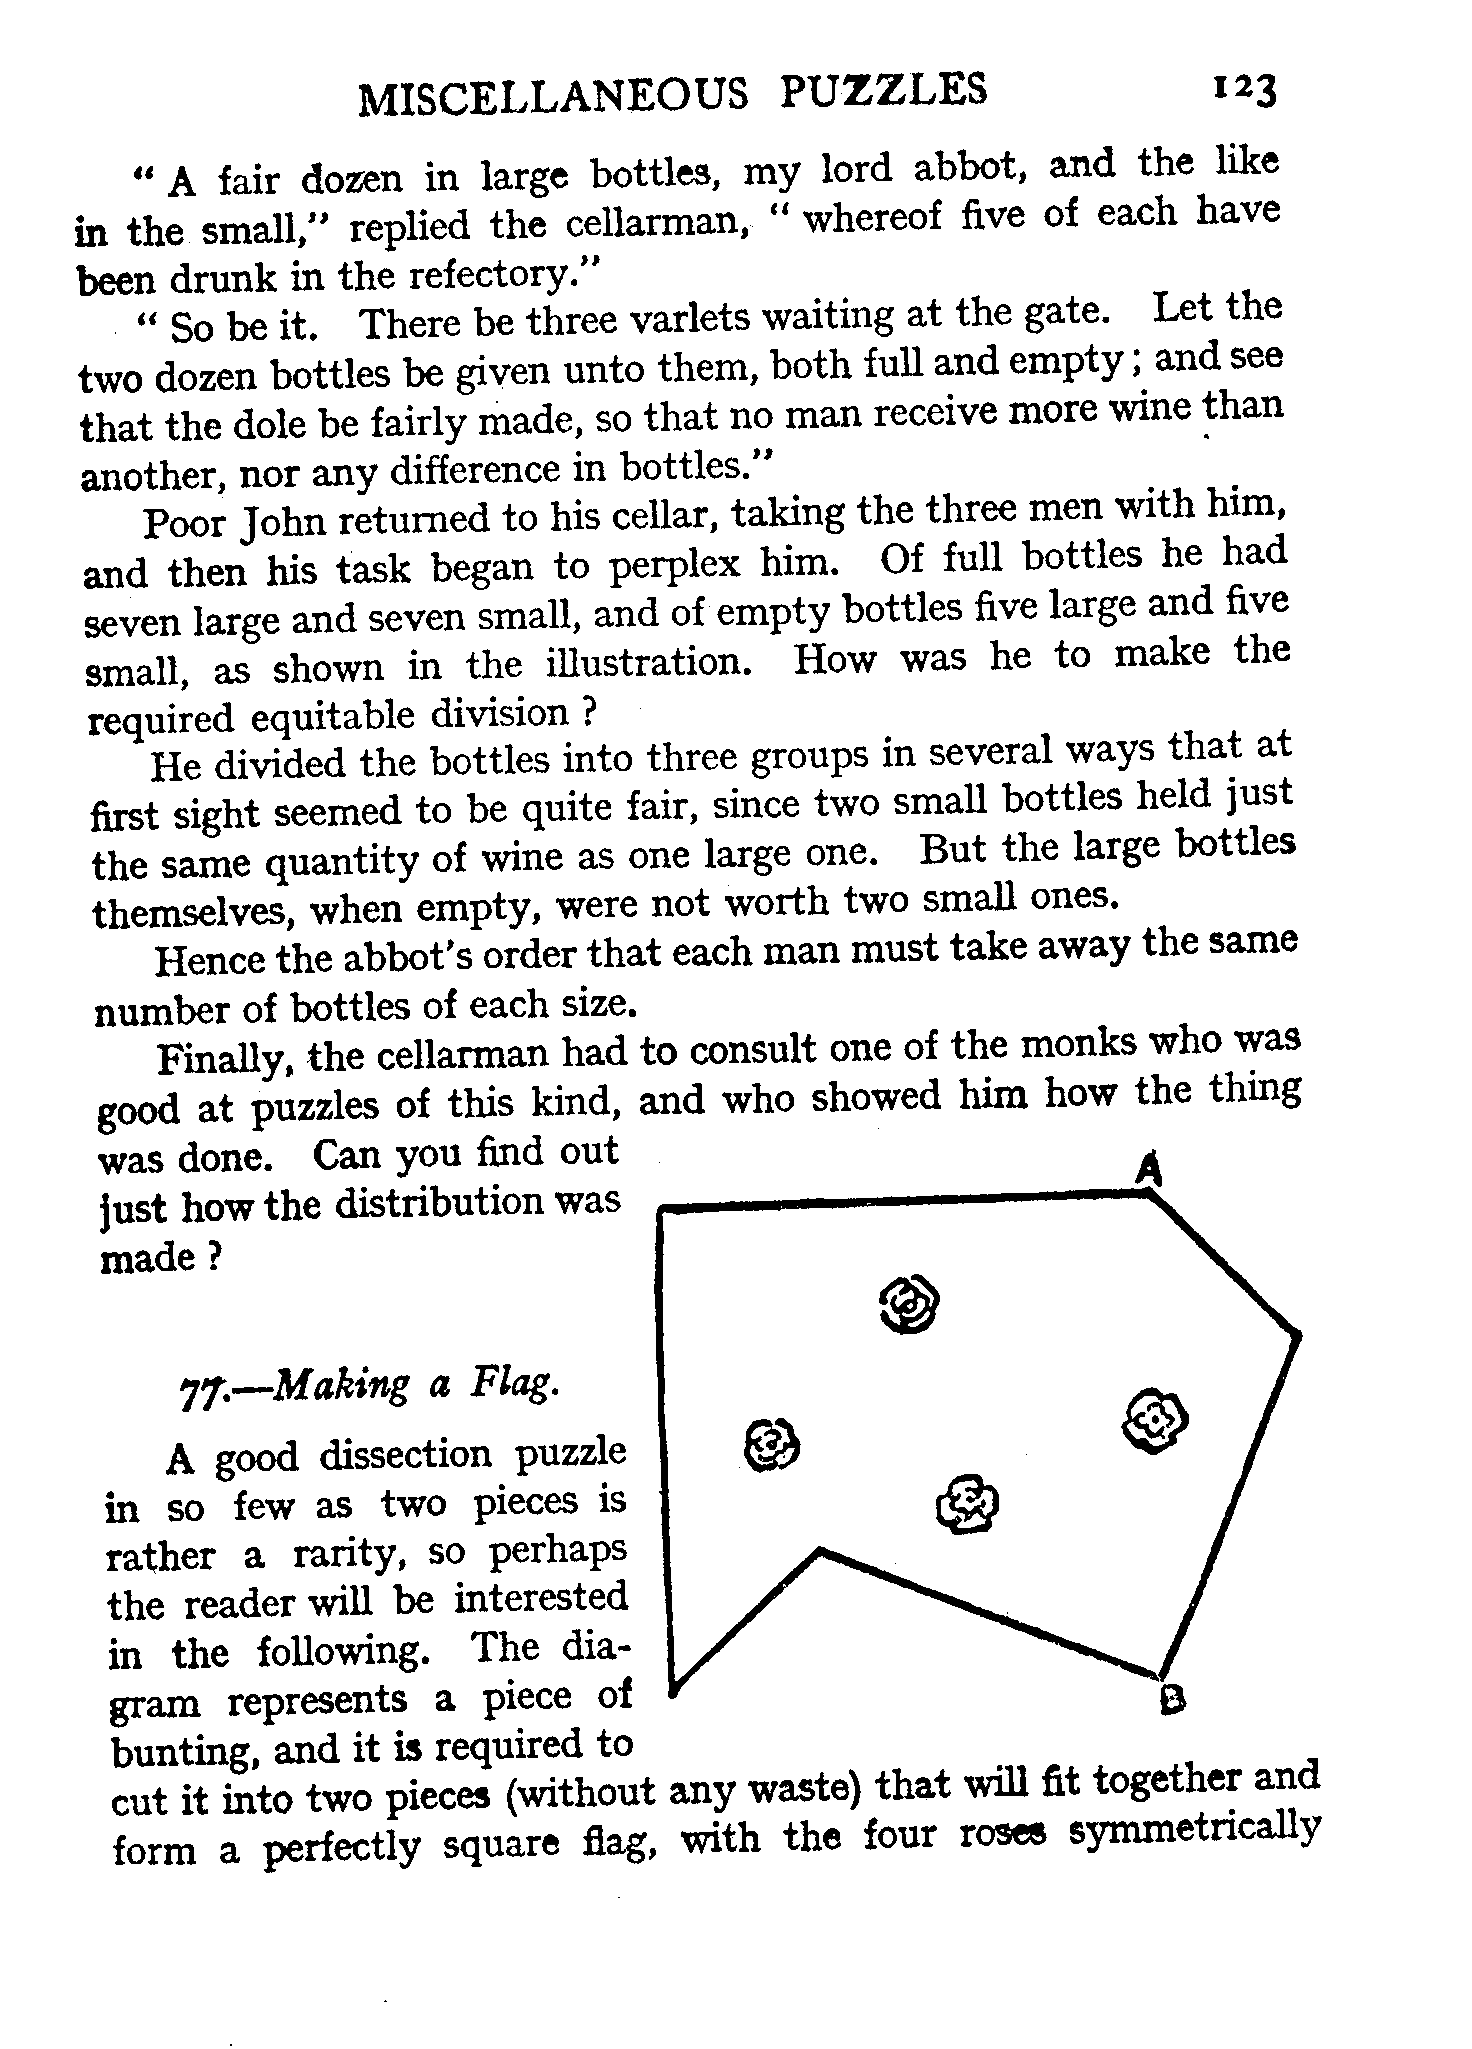 MISCELLANEOUS PUZZLES 123
“ A fair dozen in large bottles, my lord abbot, and the like
in the small,” replied the cellarman, “ whereof five of each have
been drunk in the refectory.”
“ So be it. There be three varlets waiting at the gate. Let the
two dozen bottles be given unto them, both full and empty ; and see
that the dole be fairly made, so that no man receive more wine than
another, nor any difference in bottles.”
Poor John returned to his cellar, taking the three men with him,
and then his task began to perplex him. Of full bottles he had
seven large and seven small, and of empty bottles five large and five
small, as shown in the illustration. How was he to make the
required equitable division ?
He divided the bottles into three groups in several ways that at
first sight seemed to be quite fair, since two small bottles held just
the same quantity of wine as one large one. But the large bottles
themselves, when empty, were not worth two small ones.
Hence the abbot’s order that each man must take away the same
number of bottles of each size.
Finally, the cellarman had to consult one of the monks who was
good at puzzles of this kind, and who showed him how the thing
was done. Can you find out
just how the distribution was
made ?
77.—Making a Flag.
A good dissection puzzle
in so few as two pieces is
rather a rarity, so perhaps
the reader will be interested
in the following. The dia-
gram represents a piece of
bunting, and it is required to
cut it into two pieces (without any waste) that will fit together and
form a perfectly square flag, with the four roses symmetrically
A
B